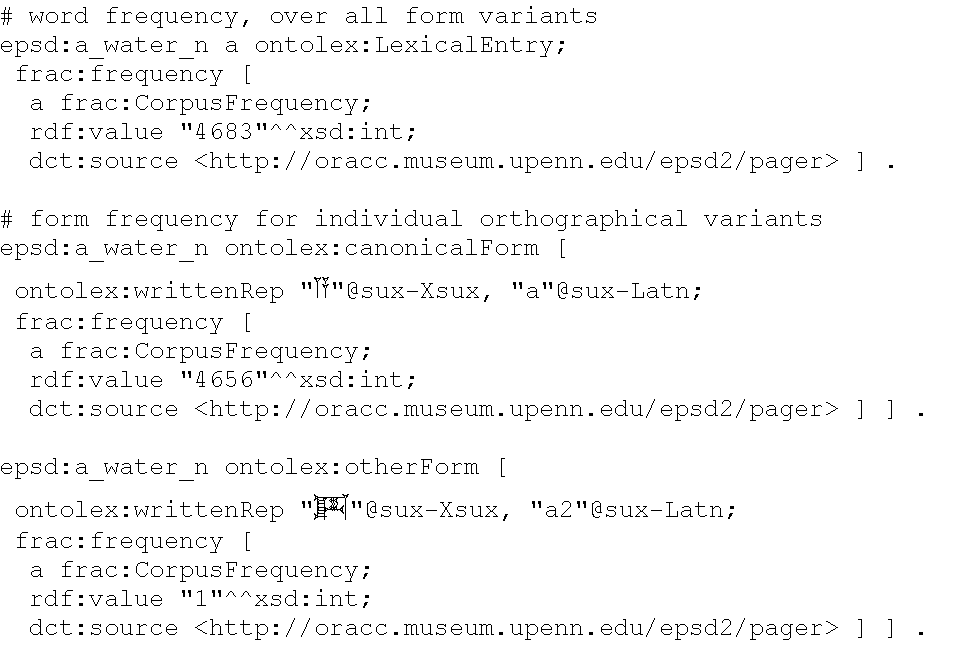 # word frequency, over all form variants
epsd:a_water_n a ontolex:LexicalEntry;
frac:frequency [
a frac:CorpusFrequency;
rdf:value "4683"^^xsd:int;
dct:source <http://oracc.museum.upenn.edu/epsd2/pager> ] .
# form frequency for individual orthographical variants
epsd:a_water_n ontolex:canonicalForm [
ontolex:writtenRep "𒀀"@sux-Xsux, "a"@sux-Latn;
frac:frequency [
a frac:CorpusFrequency;
rdf:value "4656"^^xsd:int;
dct:source <http://oracc.museum.upenn.edu/epsd2/pager> ] ] .
epsd:a_water_n ontolex:otherForm [
ontolex:writtenRep "𒀉"@sux-Xsux, "a2"@sux-Latn;
frac:frequency [
a frac:CorpusFrequency;
rdf:value "1"^^xsd:int;
dct:source <http://oracc.museum.upenn.edu/epsd2/pager> ] ] .